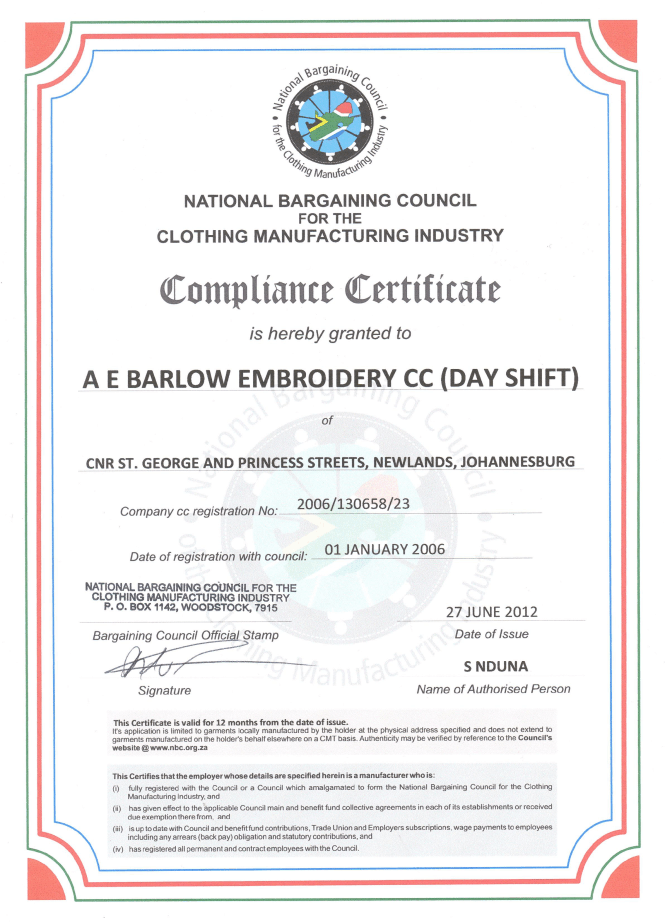 National Bargaining Council
for the Clothing Manufacturing Industry
NATIONAL BARGAINING COUNCIL
FOR THE
CLOTHING MANUFACTURING INDUSTRY
Compliance Certificate
is hereby granted to
A E BARLOW EMBROIDERY CC (DAY SHIFT)
of
CNR ST. GEORGE AND PRINCESS STREETS, NEWLANDS, JOHANNESBURG
Company cc registration No: 2006/130658/23
Date of registration with council: 01 JANUARY 2006
NATIONAL BARGAINING COUNCIL FOR THE
CLOTHING MANUFACTURING INDUSTRY
P. O. BOX 1142, WOODSTOCK, 7915
27 JUNE 2012
Bargaining Council Official Stamp
Date of Issue
S NDUNA
Signature
Name of Authorised Person
This Certificate is valid for 12 months from the date of issue.
It's application is limited to garments locally manufactured by the holder at the physical address specified and does not extend to
garments manufactured on the holder's behalf elsewhere on a CMT basis. Authenticity may be verified by reference to the Council's
website @ www.nbc.org.za
This Certifies that the employer whose details are specified herein is a manufacturer who is:
(i) fully registered with the Council or a Council which amalgamated to form the National Bargaining Council for the Clothing
Manufacturing Industry, and
(ii) has given effect to the applicable Council main and benefit fund collective agreements in each of its establishments or received
due exemption there from, and
(iii) is up to date with Council and benefit fund contributions, Trade Union and Employers subscriptions, wage payments to employees
including any arrears (back pay) obligation and statutory contributions, and
(iv) has registered all permanent and contract employees with the Council.
National Bargaining Council
for the Clothing Manufacturing Industry